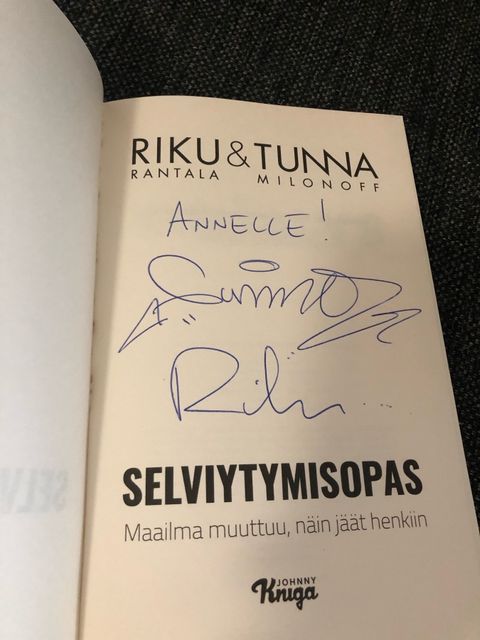 RIKU & TUNNA
RANTALA MILONOFF
ANNELLE!
Riku
SELVIYTYMISOPAS
Maailma muuttuu, näin jäät henkiin
JOHNNY
Kniga